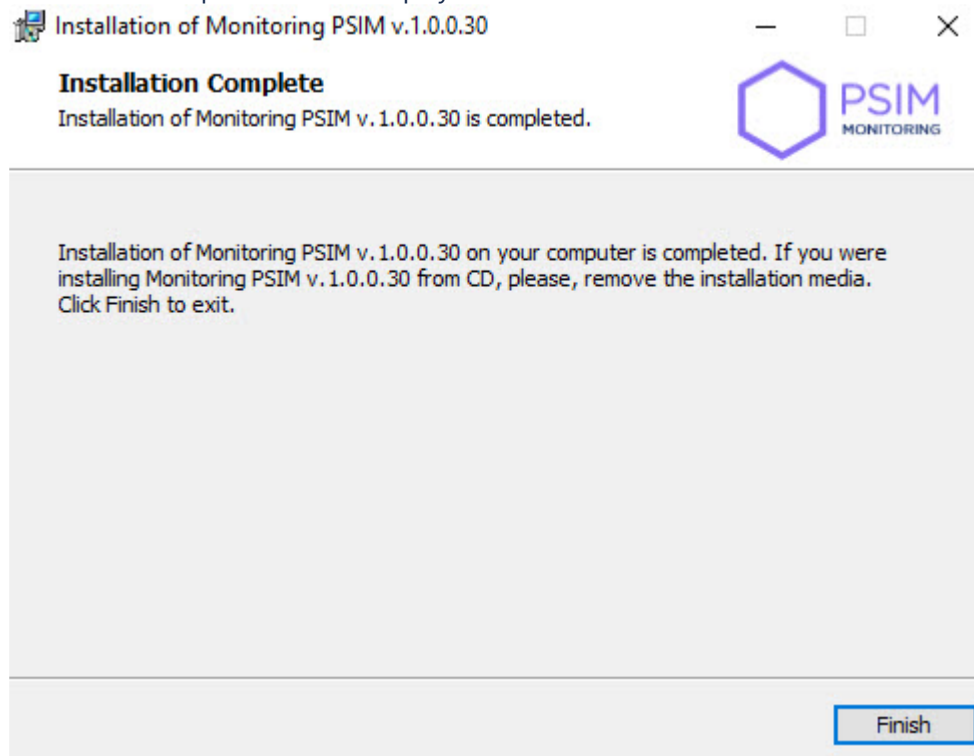 Installation of Monitoring PSIM v.1.0.0.30
Installation Complete
Installation of Monitoring PSIM v.1.0.0.30 is completed.
PSIM
MONITORING
Installation of Monitoring PSIM v.1.0.0.30 on your computer is completed. If you were
installing Monitoring PSIM v.1.0.0.30 from CD, please, remove the installation media.
Click Finish to exit.
Finish